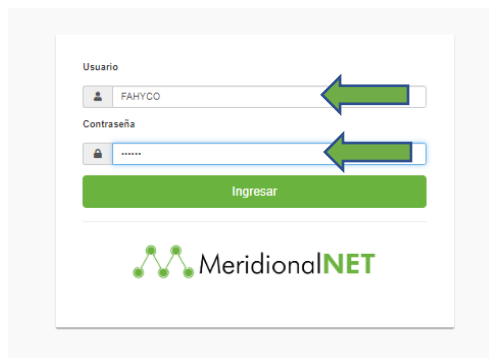 Usuario
FAHYCO
Contraseña
······
Ingresar
MeridionalNET